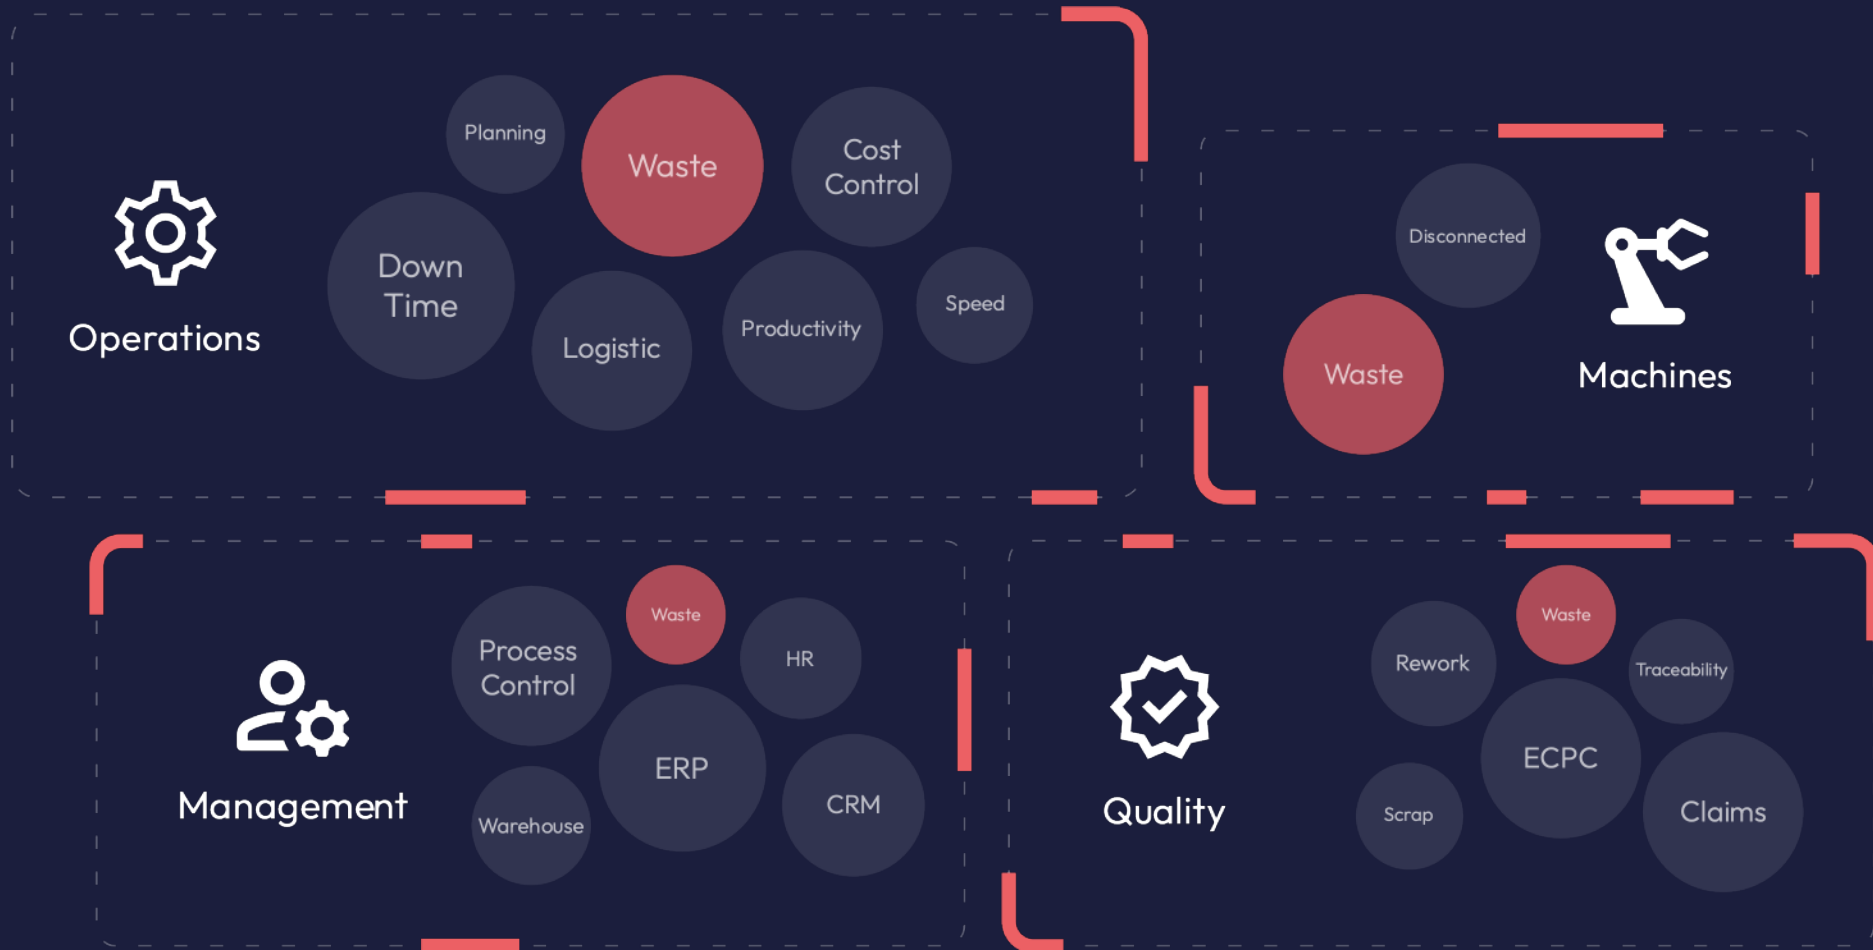 Operations
Planning
Waste
Cost
Control
Down
Time
Logistic
Productivity
Speed
Disconnected
Waste
Machines
Management
Process
Control
Waste
HR
ERP
Warehouse
CRM
Quality
Rework
Waste
Traceability
ECPC
Scrap
Claims